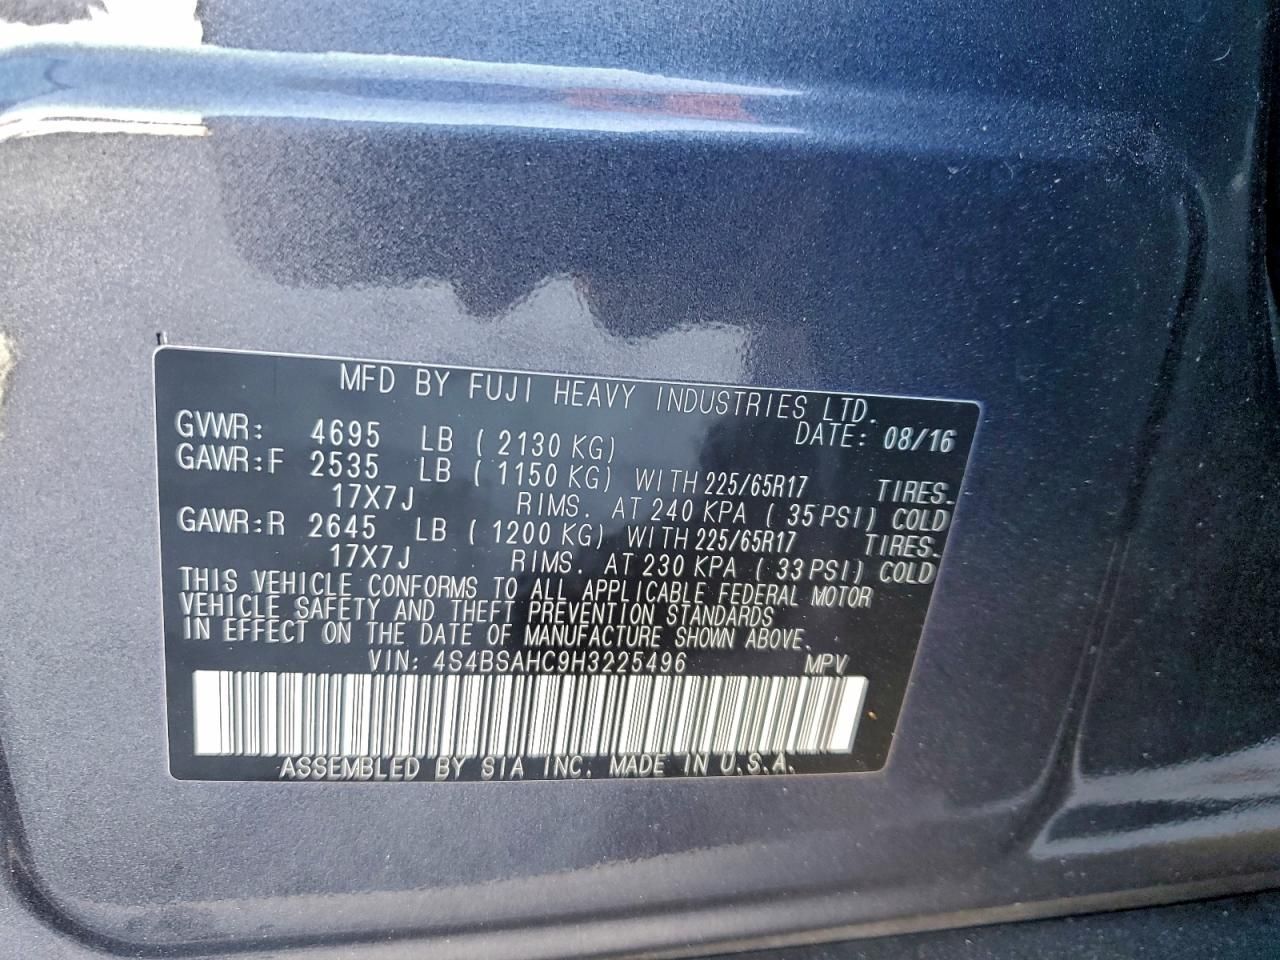 MFD BY FUJI HEAVY INDUSTRIES LTD.
GVWR: 4695 LB ( 2130 KG) DATE: 08/16
GAWR:F 2535 LB ( 1150 KG) WITH 225/65R17 TIRES.
17X7J RIMS. AT 240 KPA ( 35 PSI) COLD
GAWR:R 2645 LB ( 1200 KG) WITH 225/65R17 TIRES.
17X7J RIMS. AT 230 KPA ( 33 PSI) COLD
THIS VEHICLE CONFORMS TO ALL APPLICABLE FEDERAL MOTOR
VEHICLE SAFETY AND THEFT PREVENTION STANDARDS
IN EFFECT ON THE DATE OF MANUFACTURE SHOWN ABOVE.
VIN: 4S4BSAHC9H3225496 MPV
ASSEMBLED BY SIA INC. MADE IN U.S.A.